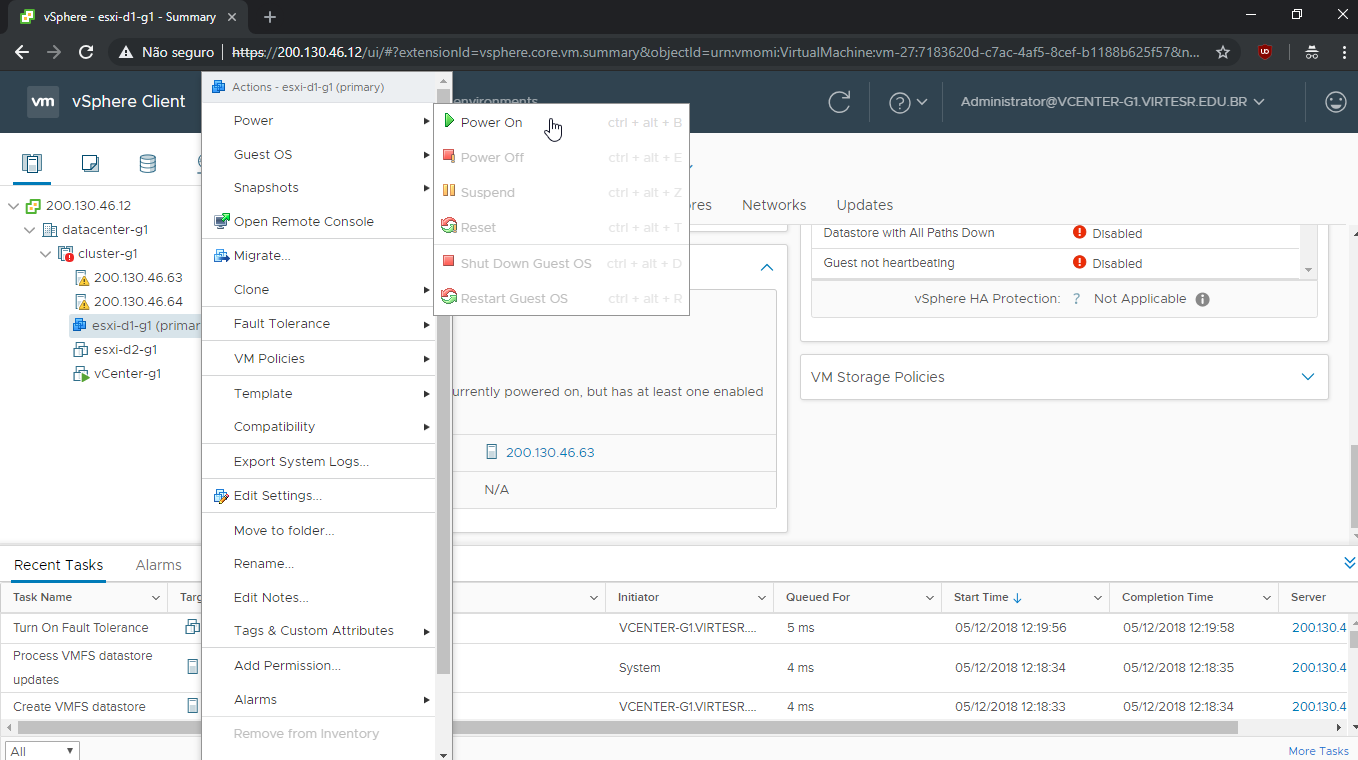 vSphere - esxi-d1-g1 - Summary
Não seguro
https://200.130.46.12/ui/#?extensionId=vsphere.core.vm.summary&objectId=urn:vmomi:VirtualMachine:vm-27:7183620d-c7ac-4af5-8cef-b1188b625f57&n...
vm vSphere Client
environments
Administrator@VCENTER-G1.VIRTESR.EDU.BR
200.130.46.12
datacenter-g1
cluster-g1
200.130.46.63
200.130.46.64
esxi-d1-g1 (primar
esxi-d2-g1
vCenter-g1
Actions - esxi-d1-g1 (primary)
Power
Guest OS
Snapshots
Open Remote Console
Migrate...
Clone
Fault Tolerance
VM Policies
Template
Compatibility
Export System Logs...
Edit Settings...
Move to folder...
Rename...
Edit Notes...
Tags & Custom Attributes
Add Permission...
Alarms
Remove from Inventory
Power On ctrl + alt + B
Power Off ctrl + alt + E
Suspend ctrl + alt + Z
Reset ctrl + alt + T
Shut Down Guest OS ctrl + alt + D
Restart Guest OS ctrl + alt + R
res Networks Updates
urrently powered on, but has at least one enabled
200.130.46.63
N/A
Datastore with All Paths Down Disabled
Guest not heartbeating Disabled
vSphere HA Protection: ? Not Applicable
VM Storage Policies
Recent Tasks Alarms
Task Name Targ Initiator Queued For Start Time Completion Time Server
Turn On Fault Tolerance VCENTER-G1.VIRTESR.... 5 ms 05/12/2018 12:19:56 05/12/2018 12:19:58 200.130.4
Process VMFS datastore
updates System 4 ms 05/12/2018 12:18:34 05/12/2018 12:18:35 200.130.4
Create VMFS datastore VCENTER-G1.VIRTESR.... 4 ms 05/12/2018 12:18:33 05/12/2018 12:18:34 200.130.4
All More Tasks